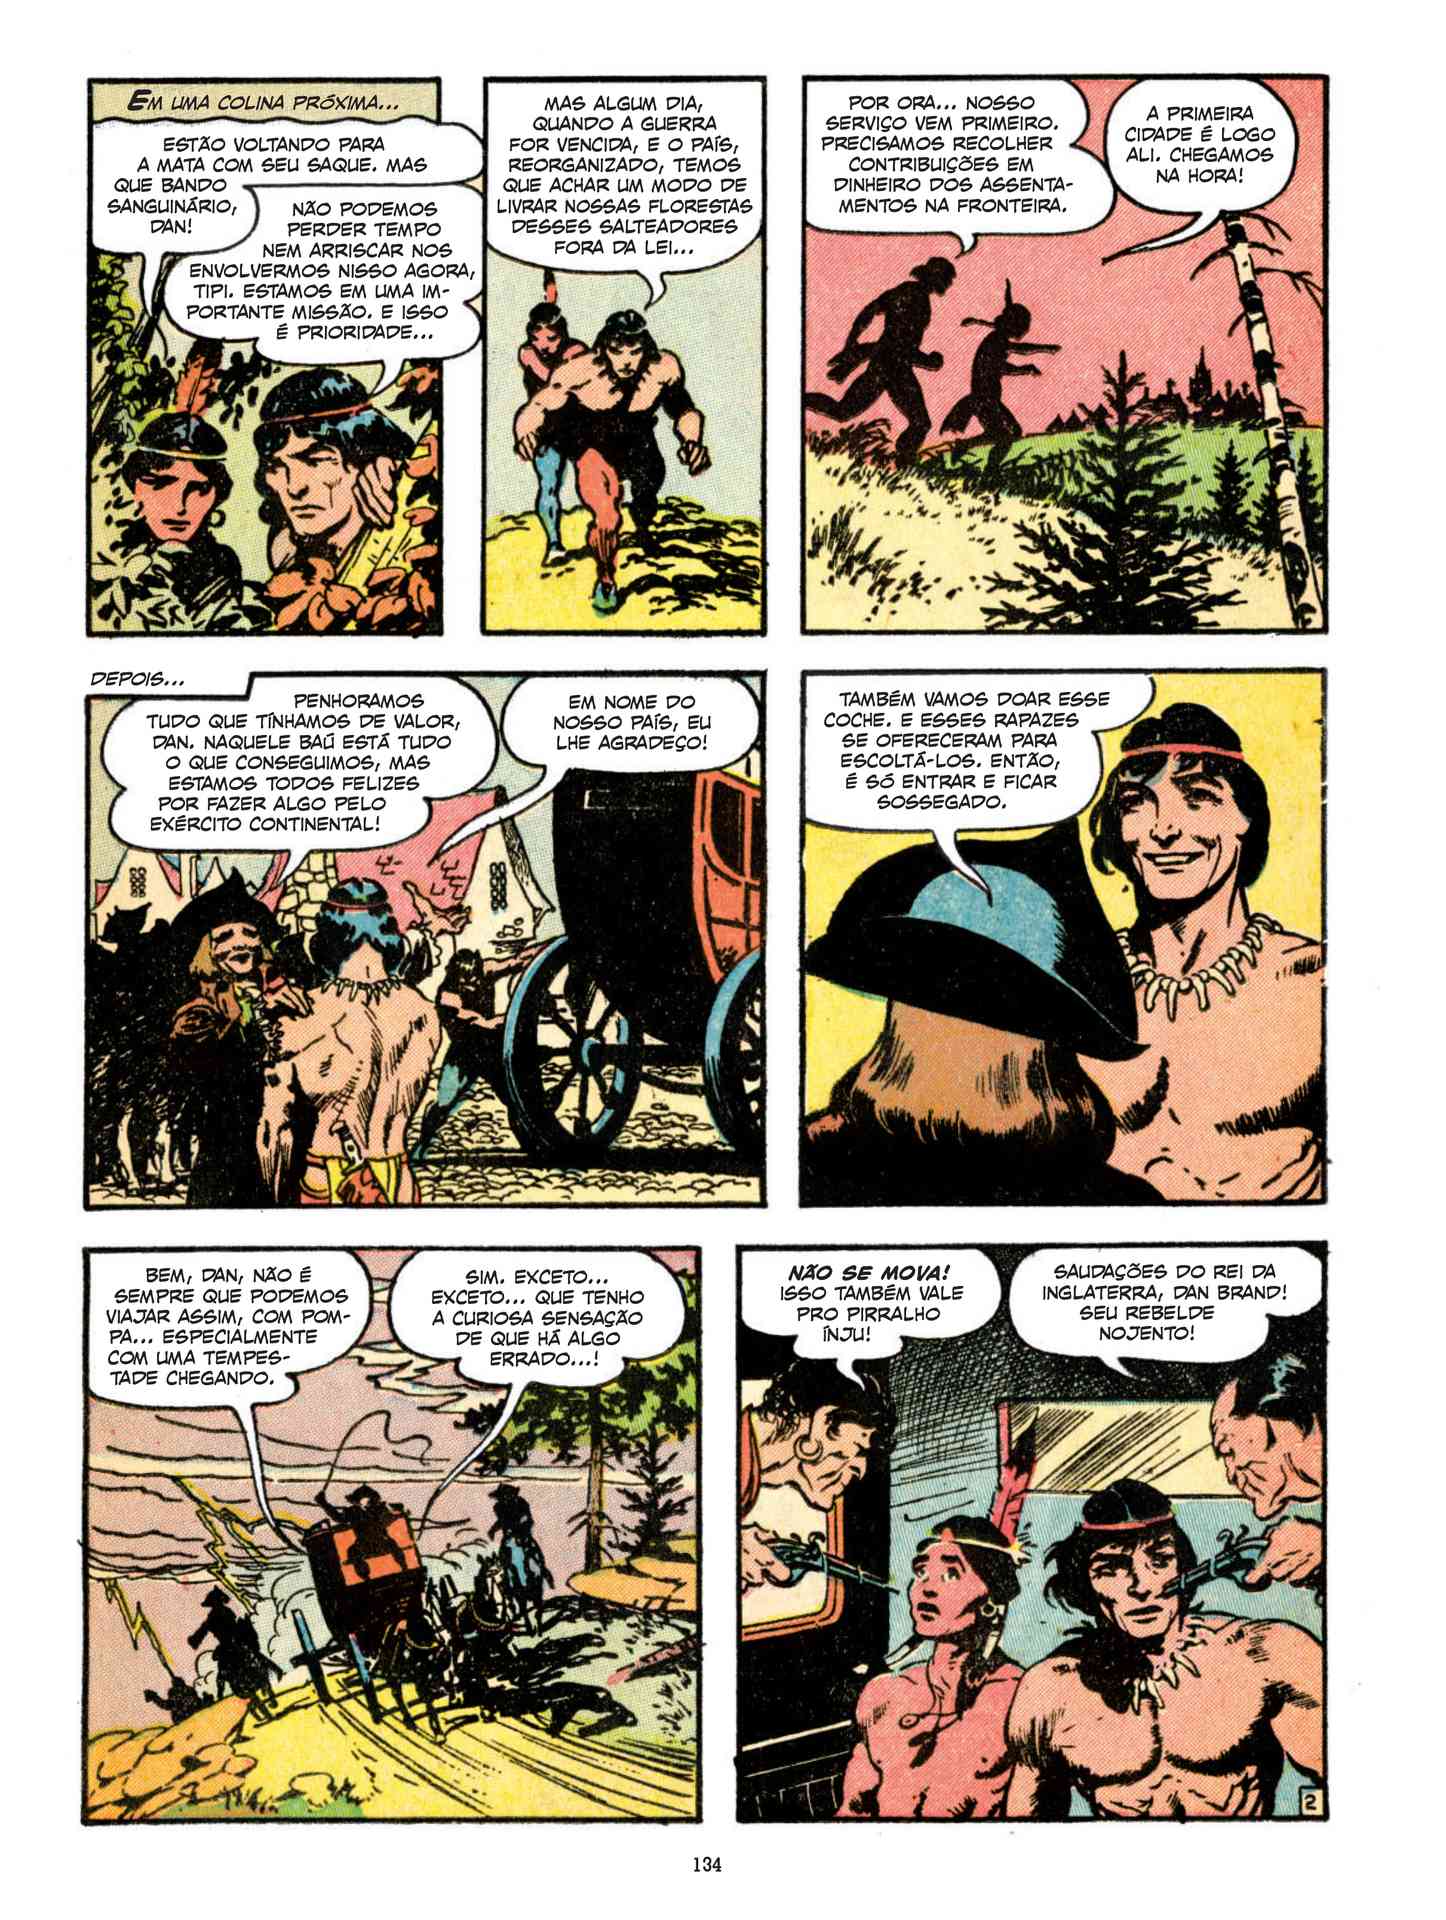 EM UMA COLINA PRÓXIMA...
ESTÃO VOLTANDO PARA
A MATA COM SEU SAQUE. MAS
QUE BANDO
SANGUINÁRIO,
DAN!
NÃO PODEMOS
PERDER TEMPO
NEM ARRISCAR NOS
ENVOLVERMOS NISSO AGORA,
TIPI. ESTAMOS EM UMA IM-
PORTANTE MISSÃO. E ISSO
É PRIORIDADE...
MAS ALGUM DIA,
QUANDO A GUERRA
FOR VENCIDA, E O PAÍS,
REORGANIZADO, TEMOS
QUE ACHAR UM MODO DE
LIVRAR NOSSAS FLORESTAS
DESSES SALTEADORES
FORA DA LEI...
POR ORA... NOSSO
SERVIÇO VEM PRIMEIRO.
PRECISAMOS RECOLHER
CONTRIBUIÇÕES EM
DINHEIRO DOS ASSENTA-
MENTOS NA FRONTEIRA.
A PRIMEIRA
CIDADE É LOGO
ALI. CHEGAMOS
NA HORA!
DEPOIS...
PENHORAMOS
TUDO QUE TÍNHAMOS DE VALOR,
DAN. NAQUELE BAÚ ESTÁ TUDO
O QUE CONSEGUIMOS, MAS
ESTAMOS TODOS FELIZES
POR FAZER ALGO PELO
EXÉRCITO CONTINENTAL!
EM NOME DO
NOSSO PAÍS, EU
LHE AGRADEÇO!
TAMBÉM VAMOS DOAR ESSE
COCHE. E ESSES RAPAZES
SE OFERECERAM PARA
ESCOLTÁ-LOS. ENTÃO,
É SÓ ENTRAR E FICAR
SOSSEGADO.
BEM, DAN, NÃO É
SEMPRE QUE PODEMOS
VIAJAR ASSIM, COM POM-
PA... ESPECIALMENTE
COM UMA TEMPES-
TADE CHEGANDO.
SIM. EXCETO...
EXCETO... QUE TENHO
A CURIOSA SENSAÇÃO
DE QUE HÁ ALGO
ERRADO...!
NÃO SE MOVA!
ISSO TAMBÉM VALE
PRO PIRRALHO
ÍNJU!
SAUDAÇÕES DO REI DA
INGLATERRA, DAN BRAND!
SEU REBELDE
NOJENTO!
2
134